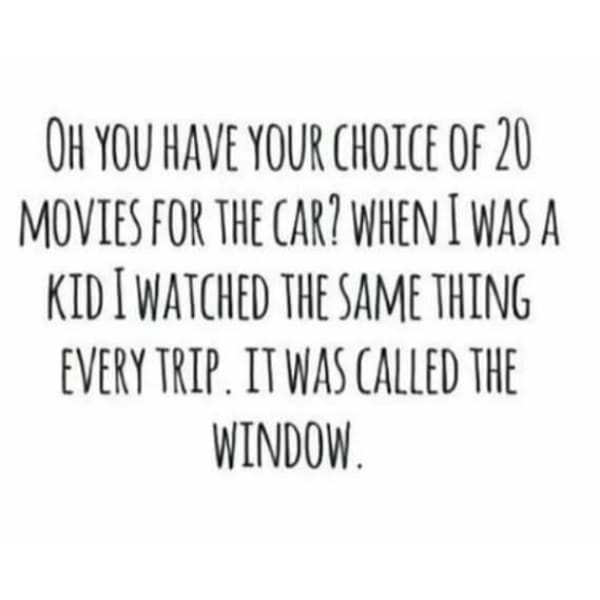 OH YOU HAVE YOUR CHOICE OF 20
MOVIES FOR THE CAR? WHEN I WAS A
KID I WATCHED THE SAME THING
EVERY TRIP. IT WAS CALLED THE
WINDOW.